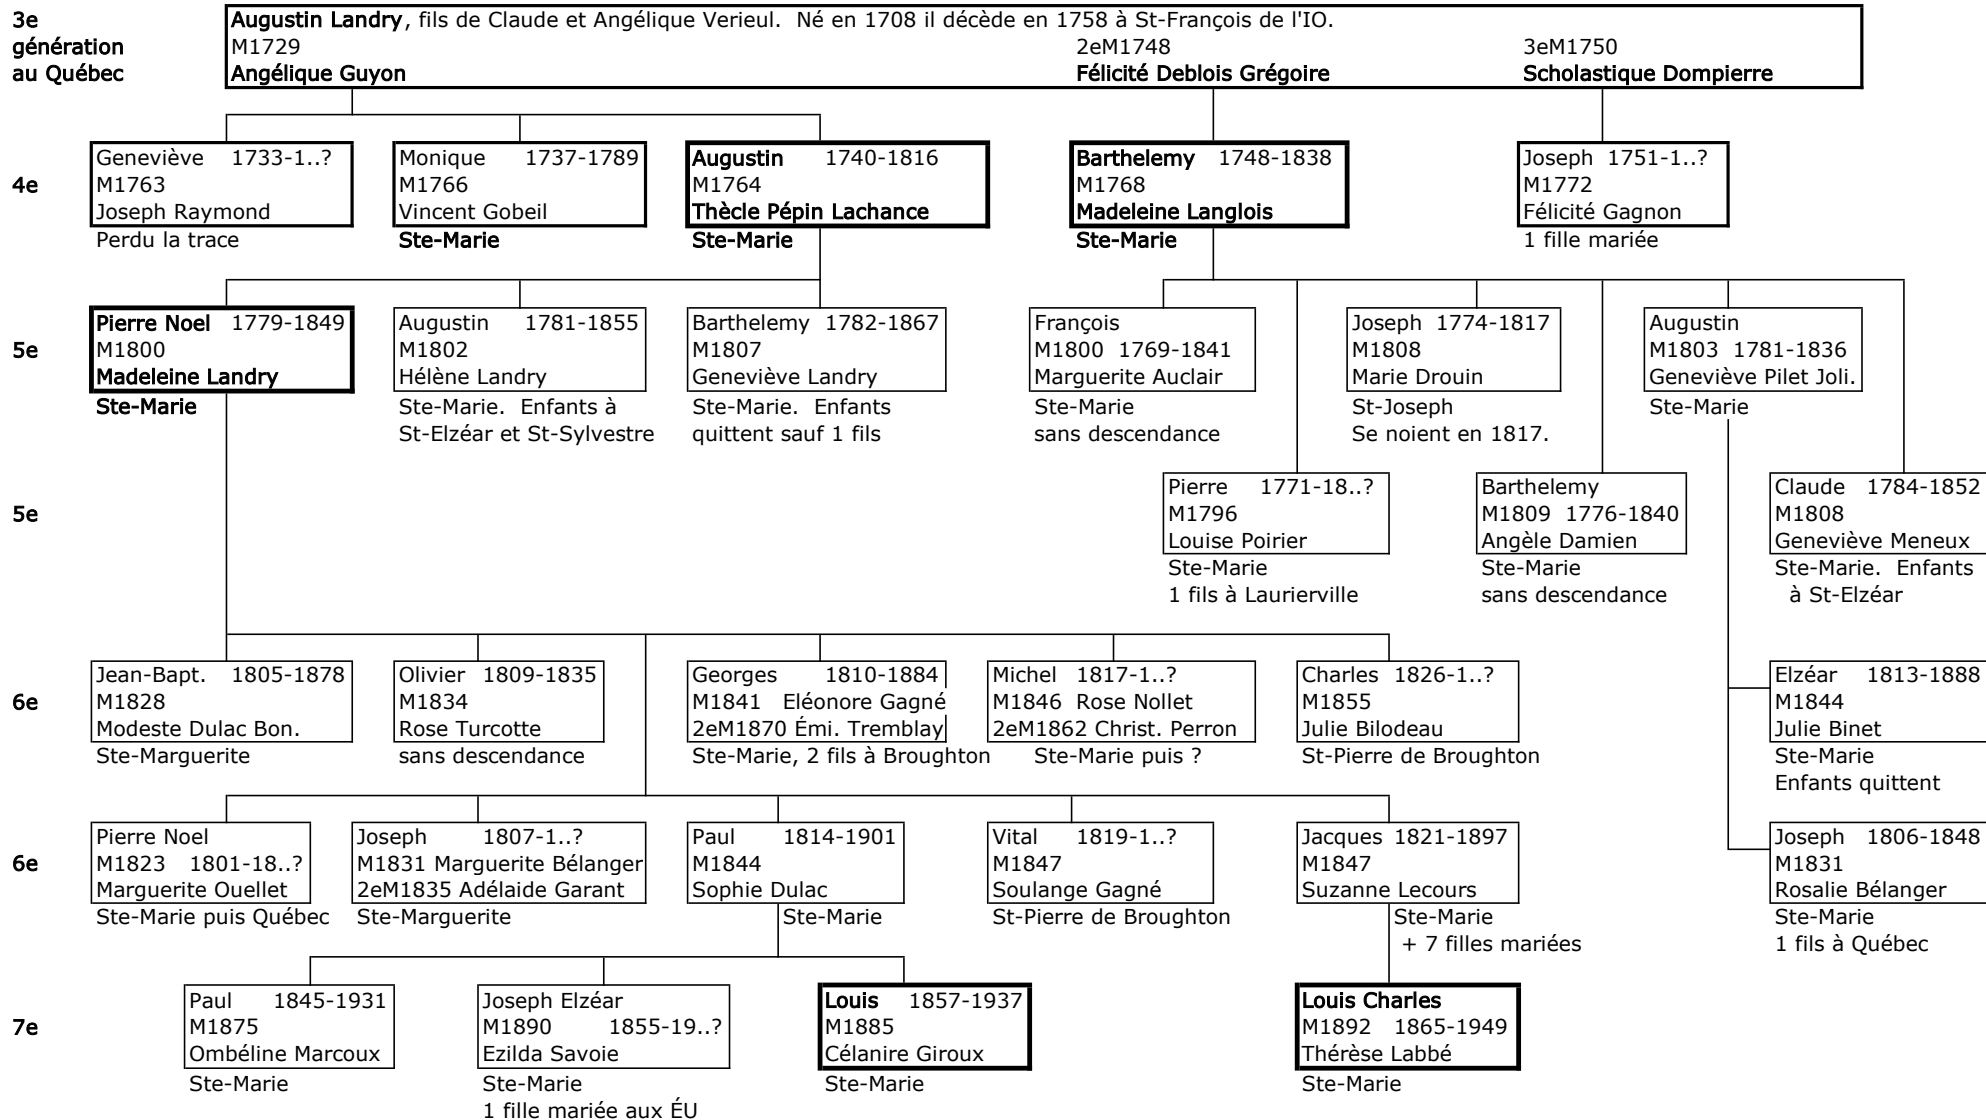 3e
génération
au Québec
Augustin Landry, fils de Claude et Angélique Verieul.  Né en 1708 il décède en 1758 à St-François de l'IO.
M1729
Angélique Guyon
2eM1748
Félicité Deblois Grégoire
3eM1750
Scholastique Dompierre
4e
Geneviève 1733-1..?
M1763
Joseph Raymond
Perdu la trace
Monique 1737-1789
M1766
Vincent Gobeil
Ste-Marie
Augustin 1740-1816
M1764
Thècle Pépin Lachance
Ste-Marie
Barthelemy 1748-1838
M1768
Madeleine Langlois
Ste-Marie
Joseph 1751-1..?
M1772
Félicité Gagnon
1 fille mariée
5e
Pierre Noel 1779-1849
M1800
Madeleine Landry
Ste-Marie
Augustin 1781-1855
M1802
Hélène Landry
Ste-Marie.  Enfants à
St-Elzéar et St-Sylvestre
Barthelemy 1782-1867
M1807
Geneviève Landry
Ste-Marie.  Enfants
quittent sauf 1 fils
François
M1800 1769-1841
Marguerite Auclair
Ste-Marie
sans descendance
Joseph 1774-1817
M1808
Marie Drouin
St-Joseph
Se noient en 1817.
Augustin
M1803 1781-1836
Geneviève Pilet Joli.
Ste-Marie
5e
Pierre 1771-18..?
M1796
Louise Poirier
Ste-Marie
1 fils à Laurierville
Barthelemy
M1809 1776-1840
Angèle Damien
Ste-Marie
sans descendance
Claude 1784-1852
M1808
Geneviève Meneux
Ste-Marie.  Enfants
à St-Elzéar
6e
Jean-Bapt. 1805-1878
M1828
Modeste Dulac Bon.
Ste-Marguerite
Olivier 1809-1835
M1834
Rose Turcotte
sans descendance
Georges 1810-1884
M1841 Eléonore Gagné
2eM1870 Émi. Tremblay
Ste-Marie, 2 fils à Broughton
Michel 1817-1..?
M1846 Rose Nollet
2eM1862 Christ. Perron
Ste-Marie puis ?
Charles 1826-1..?
M1855
Julie Bilodeau
St-Pierre de Broughton
Elzéar 1813-1888
M1844
Julie Binet
Ste-Marie
Enfants quittent
6e
Pierre Noel
M1823 1801-18..?
Marguerite Ouellet
Ste-Marie puis Québec
Joseph 1807-1..?
M1831 Marguerite Bélanger
2eM1835 Adélaide Garant
Ste-Marguerite
Paul 1814-1901
M1844
Sophie Dulac
Ste-Marie
Vital 1819-1..?
M1847
Soulange Gagné
St-Pierre de Broughton
Jacques 1821-1897
M1847
Suzanne Lecours
Ste-Marie
+ 7 filles mariées
Joseph 1806-1848
M1831
Rosalie Bélanger
Ste-Marie
1 fils à Québec
7e
Paul 1845-1931
M1875
Ombéline Marcoux
Ste-Marie
Joseph Elzéar
M1890 1855-19..?
Ezilda Savoie
Ste-Marie
1 fille mariée aux ÉU
Louis 1857-1937
M1885
Célanire Giroux
Ste-Marie
Louis Charles
M1892 1865-1949
Thérèse Labbé
Ste-Marie